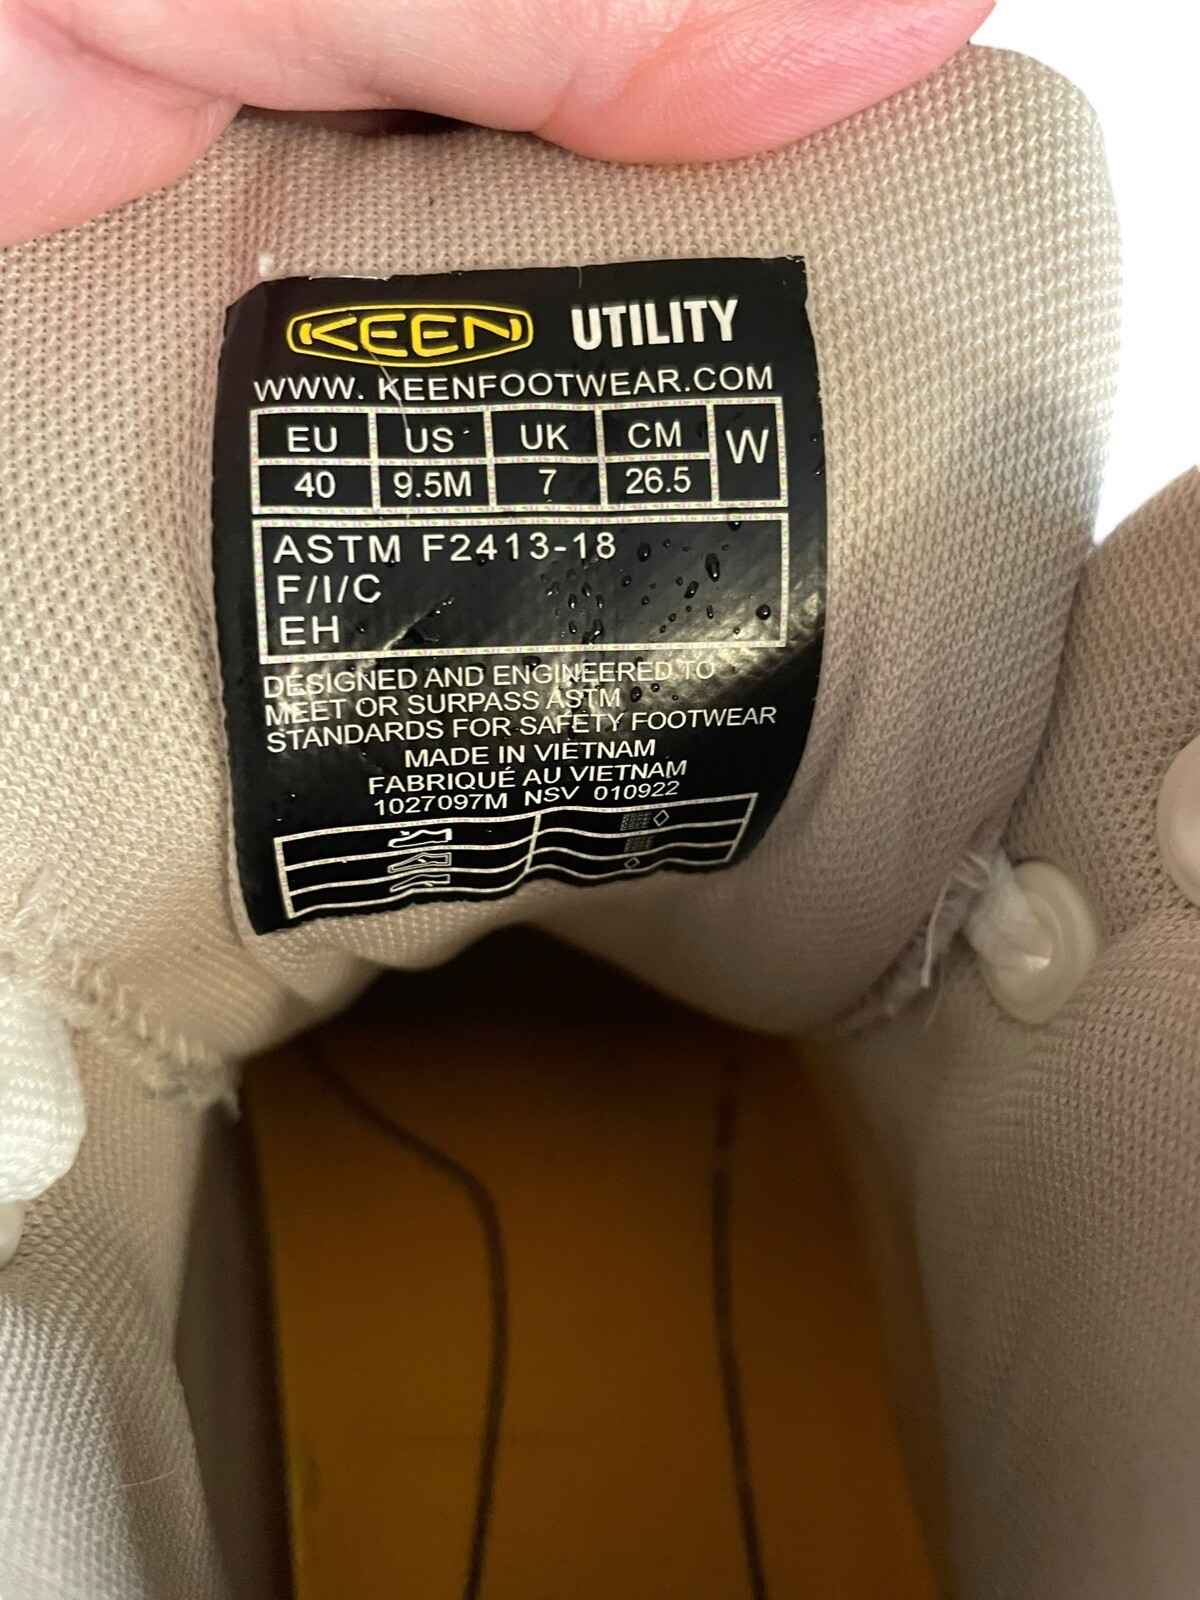 KEEN UTILITY
WWW. KEENFOOTWEAR.COM
EU US UK CM W
40 9.5M 7 26.5
ASTM F2413-18
F/I/C
EH
DESIGNED AND ENGINEERED TO
MEET OR SURPASS ASTM
STANDARDS FOR SAFETY FOOTWEAR
MADE IN VIETNAM
FABRIQUÉ AU VIETNAM
1027097M NSV 010922